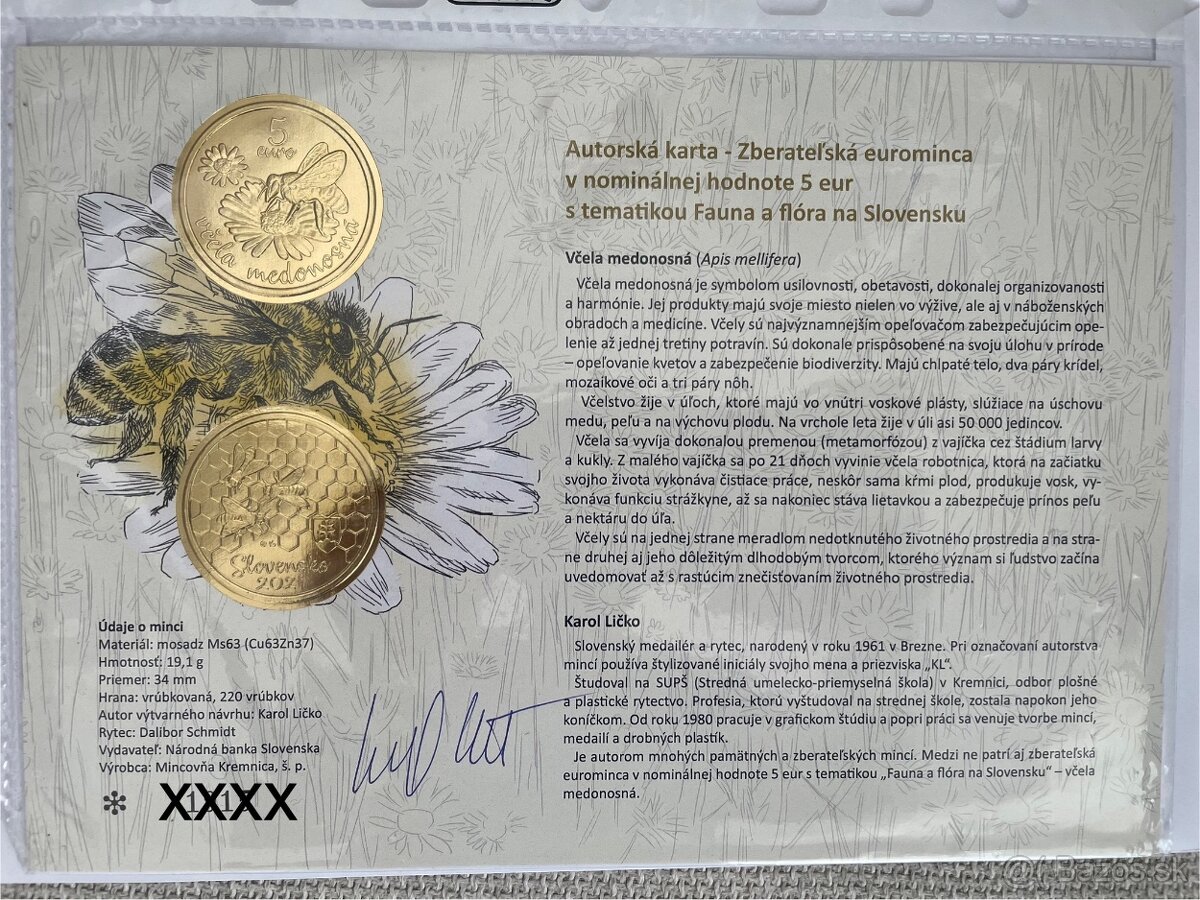 5
euro
včela medonosná
Slovensko
202
Autorská karta - Zberateľská eurominca
v nominálnej hodnote 5 eur
s tematikou Fauna a flóra na Slovensku
Včela medonosná (Apis mellifera)
Včela medonosná je symbolom usilovnosti, obetavosti, dokonalej organizovanosti
a harmónie. Jej produkty majú svoje miesto nielen vo výžive, ale aj v náboženských
obradoch a medicíne. Včely sú najvýznamnejším opeľovačom zabezpečujúcim ope-
lenie až jednej tretiny potravín. Sú dokonale prispôsobené na svoju úlohu v prírode
– opeľovanie kvetov a zabezpečenie biodiverzity. Majú chlpaté telo, dva páry krídel,
mozaikové oči a tri páry nôh.
Včelstvo žije v úľoch, ktoré majú vo vnútri voskové plásty, slúžiace na úschovu
medu, peľu a na výchovu plodu. Na vrchole leta žije v úli asi 50 000 jedincov.
Včela sa vyvíja dokonalou premenou (metamorfózou) z vajíčka cez štádium larvy
a kukly. Z malého vajíčka sa po 21 dňoch vyvinie včela robotnica, ktorá na začiatku
svojho života vykonáva čistiace práce, neskôr sama kŕmi plod, produkuje vosk, vy-
konáva funkciu strážkyne, až sa nakoniec stáva lietavkou a zabezpečuje prínos peľu
a nektáru do úľa.
Včely sú na jednej strane meradlom nedotknutého životného prostredia a na stra-
ne druhej aj jeho dôležitým dlhodobým tvorcom, ktorého význam si ľudstvo začína
uvedomovať až s rastúcim znečisťovaním životného prostredia.
Karol Ličko
Slovenský medailér a rytec, narodený v roku 1961 v Brezne. Pri označovaní autorstva
mincí používa štylizované iniciály svojho mena a priezviska „KL“.
Študoval na SUPŠ (Stredná umelecko-priemyselná škola) v Kremnici, odbor plošné
a plastické rytectvo. Profesia, ktorú vyštudoval na strednej škole, zostala napokon jeho
koníčkom. Od roku 1980 pracuje v grafickom štúdiu a popri práci sa venuje tvorbe mincí,
medailí a drobných plastík.
Je autorom mnohých pamätných a zberateľských mincí. Medzi ne patrí aj zberateľská
eurominca v nominálnej hodnote 5 eur s tematikou „Fauna a flóra na Slovensku“ – včela
medonosná.
Údaje o minci
Materiál: mosadz Ms63 (Cu63Zn37)
Hmotnosť: 19,1 g
Priemer: 34 mm
Hrana: vrúbkovaná, 220 vrúbkov
Autor výtvarného návrhu: Karol Ličko
Rytec: Dalibor Schmidt
Vydavateľ: Národná banka Slovenska
Výrobca: Mincovňa Kremnica, š. p.
XXXX
Bazos.sk